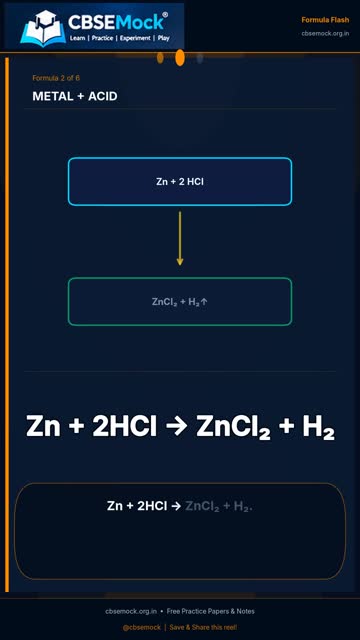 CBSEMock®
Learn | Practice | Experiment | Play
Formula Flash
cbsemock.org.in
Formula 2 of 6
METAL + ACID
Zn + 2 HCl
ZnCl₂ + H₂↑
Zn + 2HCl → ZnCl₂ + H₂
Zn + 2HCl → ZnCl₂ + H₂.
cbsemock.org.in • Free Practice Papers & Notes
@cbsemock | Save & Share this reel!